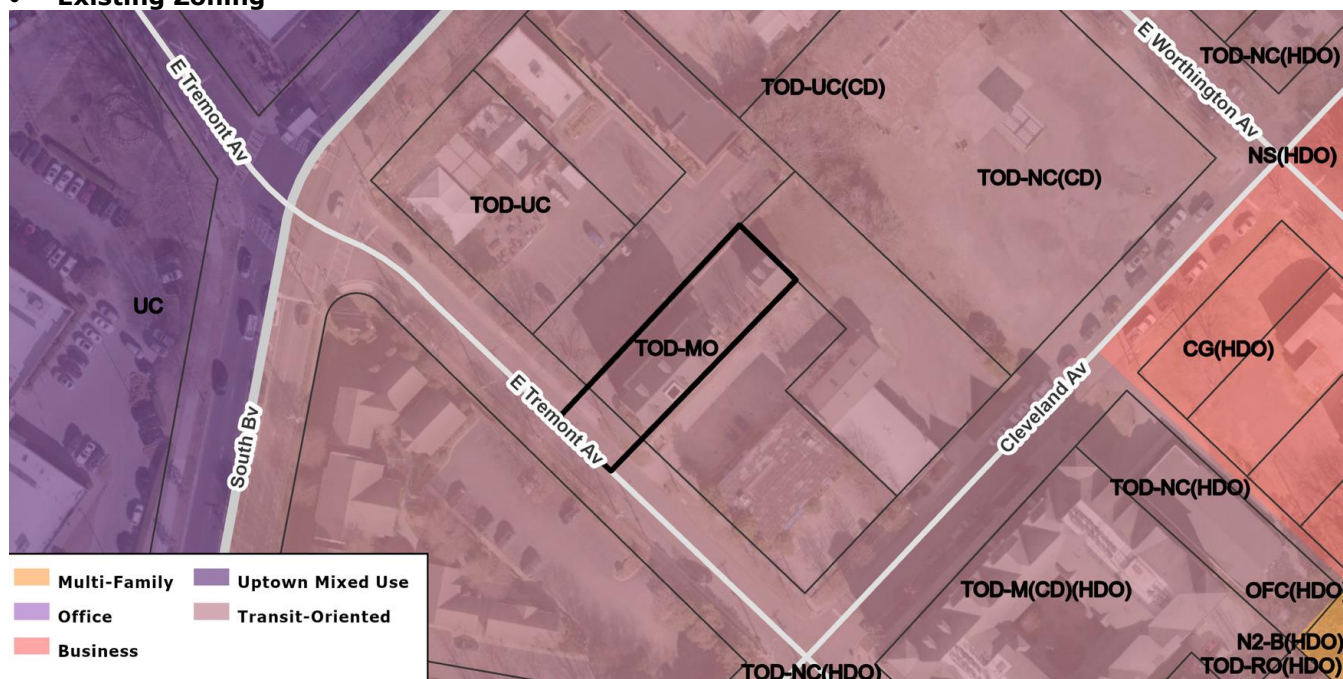 • Existing Zoning
E Tremont Av
E Worthington Av
TOD-NC(HDO)
TOD-UC(CD)
NS(HDO)
TOD-NC(CD)
TOD-UC
UC
TOD-MO
CG(HDO)
South Bv
E Tremont Av
Cleveland Av
TOD-NC(HDO)
TOD-M(CD)(HDO)
OFC(HDO
N2-B(HDO)
TOD-RO(HDO)
TOD-NC(HDO)
Multi-Family
Uptown Mixed Use
Office
Transit-Oriented
Business